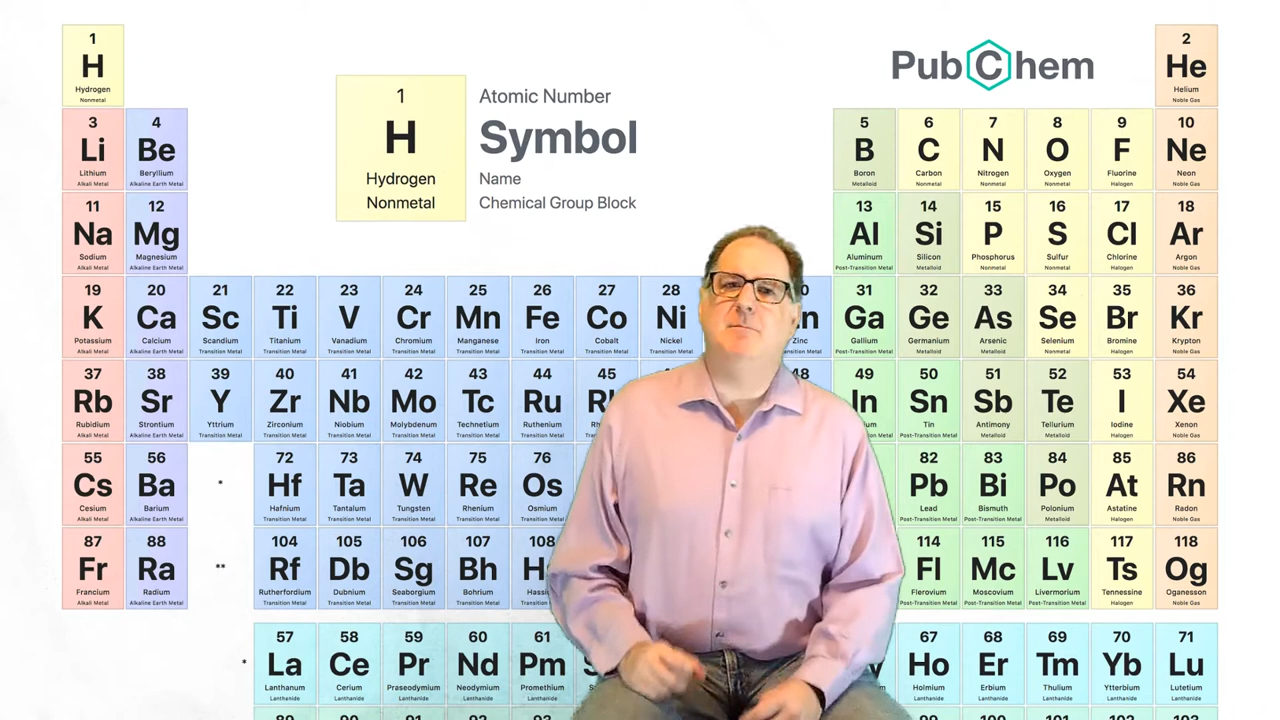 1
H
Hydrogen
Nonmetal
1
H
Hydrogen
Nonmetal
Atomic Number
Symbol
Name
Chemical Group Block
PubChem
2
He
Helium
Noble Gas
3 4 5 6 7 8 9 10
Li Be B C N O F Ne
Lithium Beryllium Boron Carbon Nitrogen Oxygen Fluorine Neon
Alkali Metal Alkaline Earth Metal Metalloid Nonmetal Nonmetal Nonmetal Halogen Noble Gas
11 12 13 14 15 16 17 18
Na Mg Al Si P S Cl Ar
Sodium Magnesium Aluminum Silicon Phosphorus Sulfur Chlorine Argon
Alkali Metal Alkaline Earth Metal Post-Transition Metal Metalloid Nonmetal Nonmetal Halogen Noble Gas
19 20 21 22 23 24 25 26 27 28 31 32 33 34 35 36
K Ca Sc Ti V Cr Mn Fe Co Ni Ga Ge As Se Br Kr
Potassium Calcium Scandium Titanium Vanadium Chromium Manganese Iron Cobalt Nickel Zinc Gallium Germanium Arsenic Selenium Bromine Krypton
Alkali Metal Alkaline Earth Metal Transition Metal Transition Metal Transition Metal Transition Metal Transition Metal Transition Metal Transition Metal Transition Metal Post-Transition Metal Metalloid Metalloid Nonmetal Halogen Noble Gas
37 38 39 40 41 42 43 44 45 48 49 50 51 52 53 54
Rb Sr Y Zr Nb Mo Tc Ru In Sn Sb Te I Xe
Rubidium Strontium Yttrium Zirconium Niobium Molybdenum Technetium Ruthenium Tin Antimony Tellurium Iodine Xenon
Alkali Metal Alkaline Earth Metal Transition Metal Transition Metal Transition Metal Transition Metal Transition Metal Transition Metal Post-Transition Metal Metalloid Metalloid Halogen Noble Gas
55 56 72 73 74 75 76 82 83 84 85 86
Cs Ba * Hf Ta W Re Os Pb Bi Po At Rn
Cesium Barium Hafnium Tantalum Tungsten Rhenium Osmium Lead Bismuth Polonium Astatine Radon
Alkali Metal Alkaline Earth Metal Transition Metal Transition Metal Transition Metal Transition Metal Transition Metal Post-Transition Metal Post-Transition Metal Metalloid Halogen Noble Gas
87 88 104 105 106 107 108 114 115 116 117 118
Fr Ra ** Rf Db Sg Bh Fl Mc Lv Ts Og
Francium Radium Rutherfordium Dubnium Seaborgium Bohrium Flerovium Moscovium Livermorium Tennessine Oganesson
Alkali Metal Alkaline Earth Metal Transition Metal Transition Metal Transition Metal Transition Metal Post-Transition Metal Post-Transition Metal Post-Transition Metal Halogen Noble Gas
57 58 59 60 61 67 68 69 70 71
* La Ce Pr Nd Pm Ho Er Tm Yb Lu
Lanthanum Cerium Praseodymium Neodymium Promethium Holmium Erbium Thulium Ytterbium Lutetium
Lanthanide Lanthanide Lanthanide Lanthanide Lanthanide Lanthanide Lanthanide Lanthanide Lanthanide Lanthanide